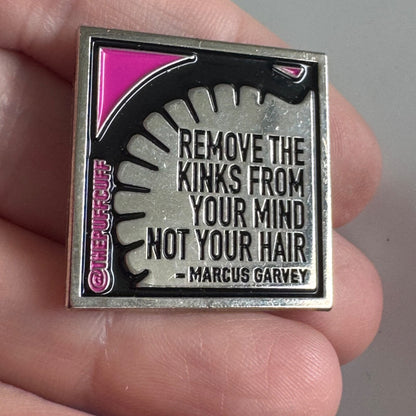 REMOVE THE
KINKS FROM
YOUR MIND
NOT YOUR HAIR
– MARCUS GARVEY
@THEPUFFCUFF